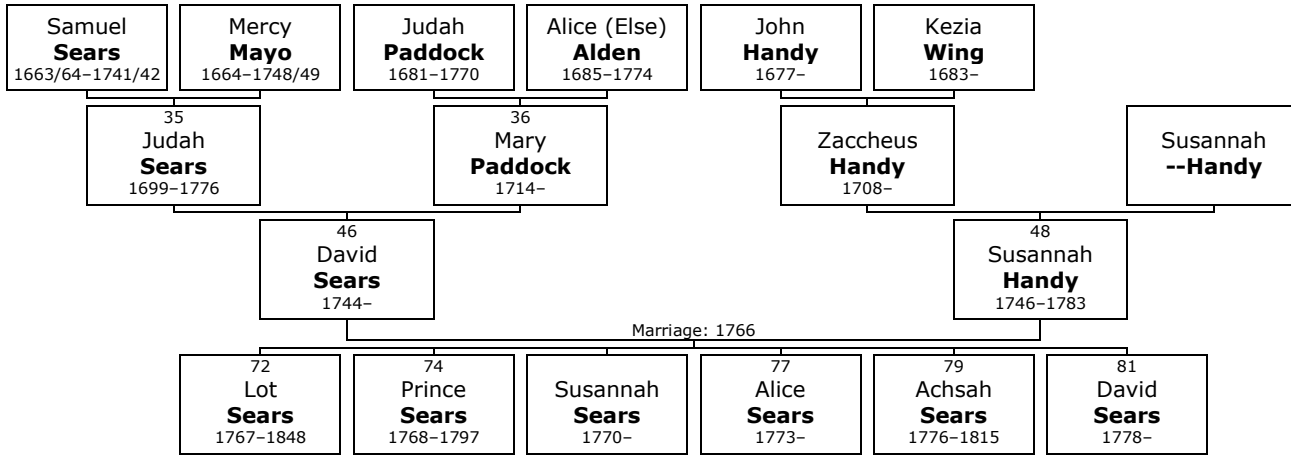 Samuel
Sears
1663/64–1741/42
Mercy
Mayo
1664–1748/49
Judah
Paddock
1681–1770
Alice (Else)
Alden
1685–1774
John
Handy
1677–
Kezia
Wing
1683–
35
Judah
Sears
1699–1776
36
Mary
Paddock
1714–
Zaccheus
Handy
1708–
Susannah
--Handy
46
David
Sears
1744–
48
Susannah
Handy
1746–1783
Marriage: 1766
72
Lot
Sears
1767–1848
74
Prince
Sears
1768–1797
Susannah
Sears
1770–
77
Alice
Sears
1773–
79
Achsah
Sears
1776–1815
81
David
Sears
1778–